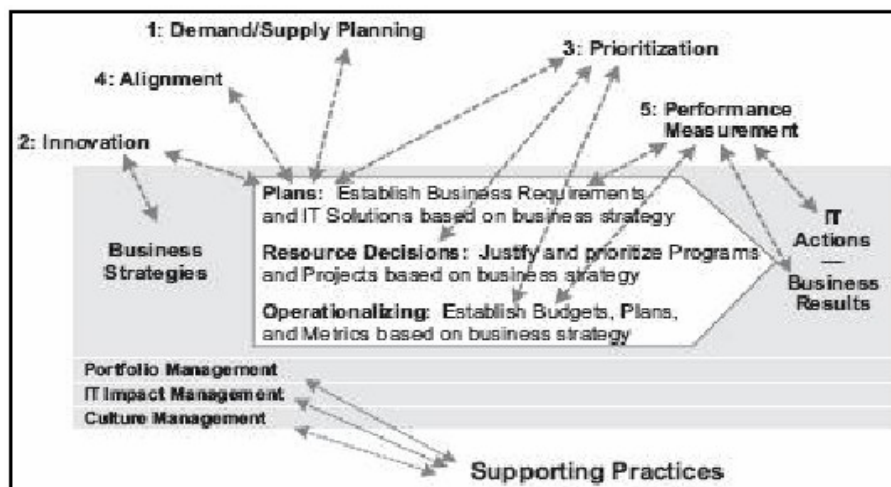 1: Demand/Supply Planning
3: Prioritization
4: Alignment
5: Performance
Measurement
2: Innovation
Plans: Establish Business Requirements
and IT Solutions based on business strategy
Business
Strategies
Resource Decisions: Justify and prioritize Programs
and Projects based on business strategy
Operationalizing: Establish Budgets, Plans,
and Metrics based on business strategy
IT
Actions
—
Business
Results
Portfolio Management
IT Impact Management
Culture Management
Supporting Practices